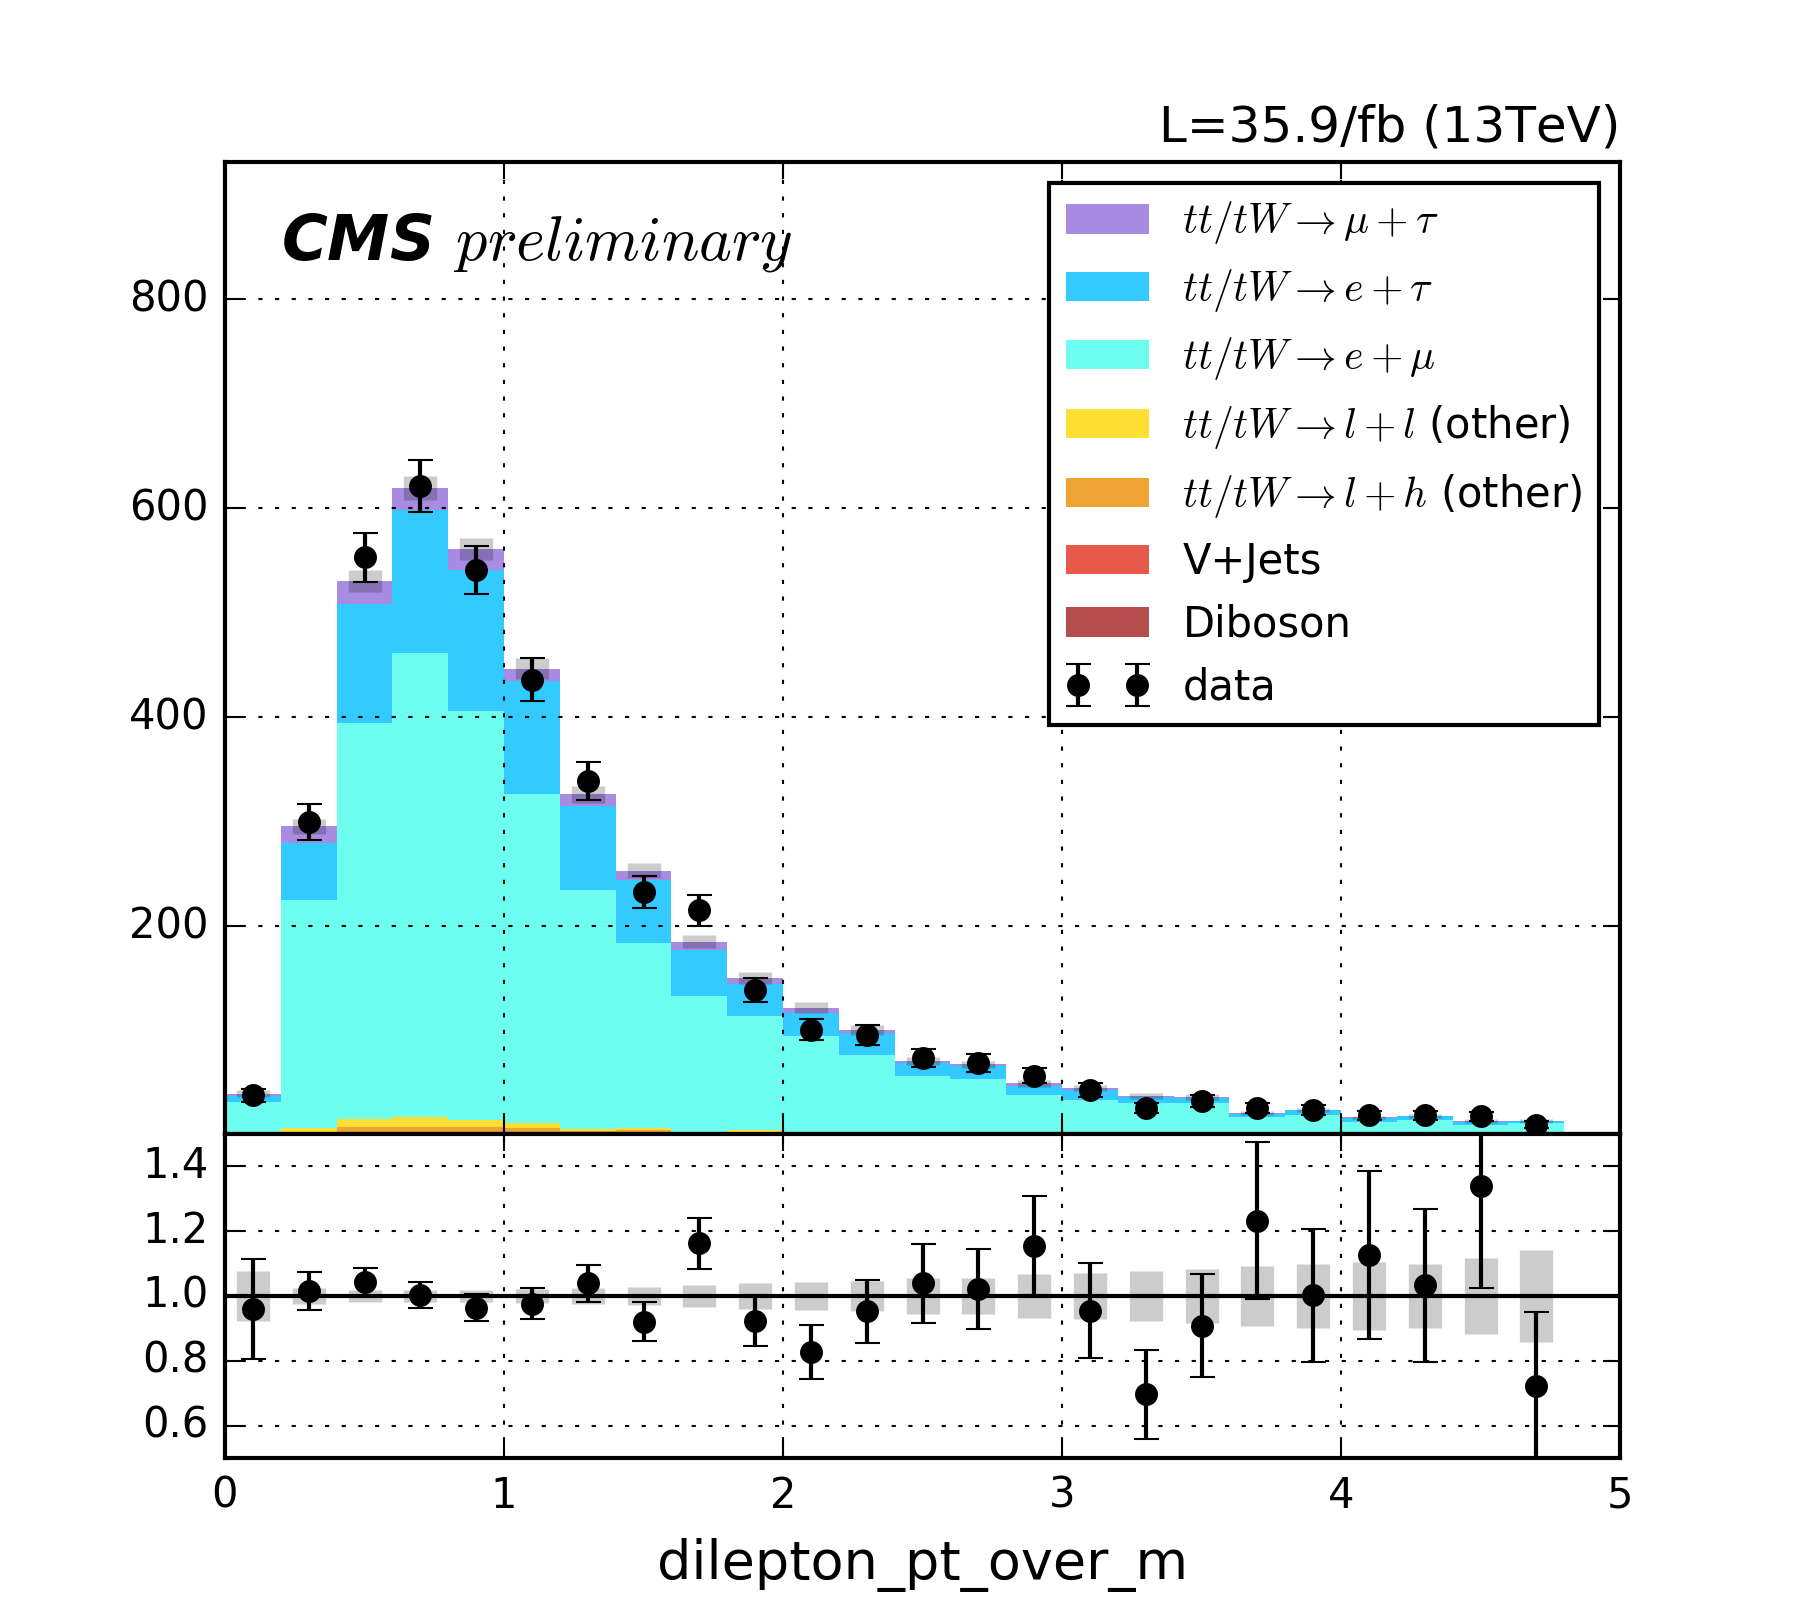 L=35.9/fb (13TeV)
CMS preliminary
tt/tW→μ+τ
tt/tW→e+τ
tt/tW→e+μ
tt/tW→l+l (other)
tt/tW→l+h (other)
V+Jets
Diboson
data
800
600
400
200
1.4
1.2
1.0
0.8
0.6
0 1 2 3 4 5
dilepton_pt_over_m